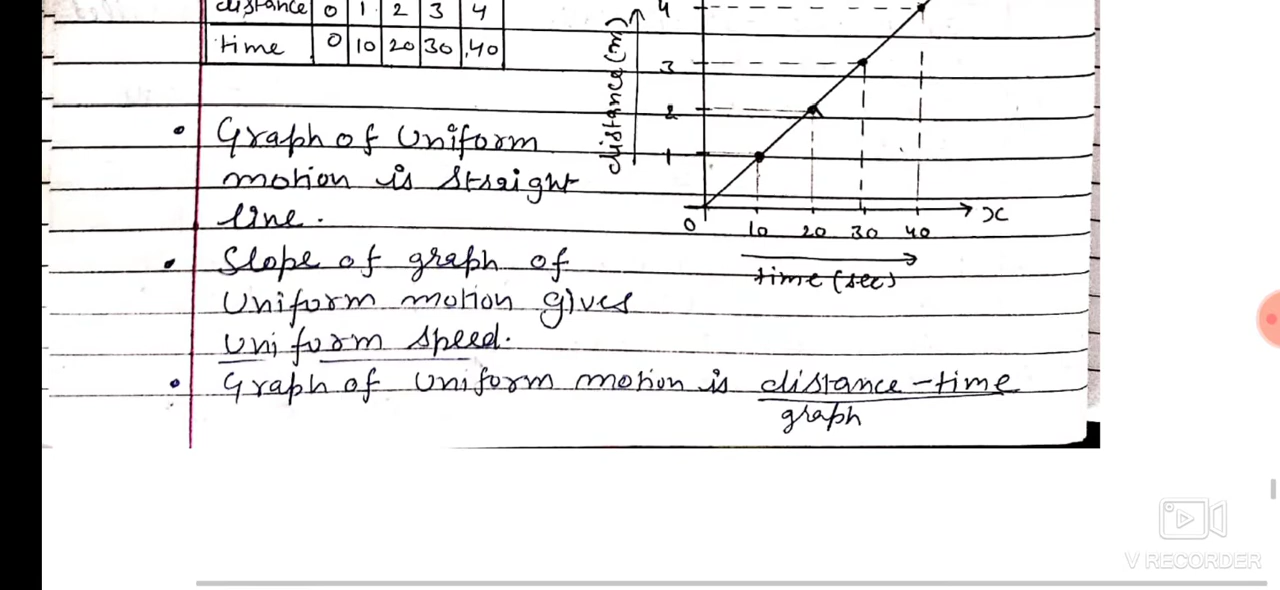 distance 0 1 2 3 4
time 0 10 20 30 40
4
3
2
1
distance (m)
0 10 20 30 40 x
time (sec)
• Graph of Uniform
motion is straight
line.
• Slope of graph of
Uniform motion gives
Uniform speed.
• Graph of Uniform motion is distance-time
graph
V RECORDER